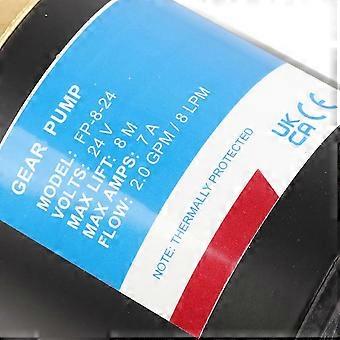 GEAR PUMP
MODEL: FP-8-24
VOLTS: 24 V
MAX LIFT: 8 M
MAX AMPS: 7 A
FLOW: 2.0 GPM / 8 LPM
NOTE: THERMALLY PROTECTED
UK
CA
CE